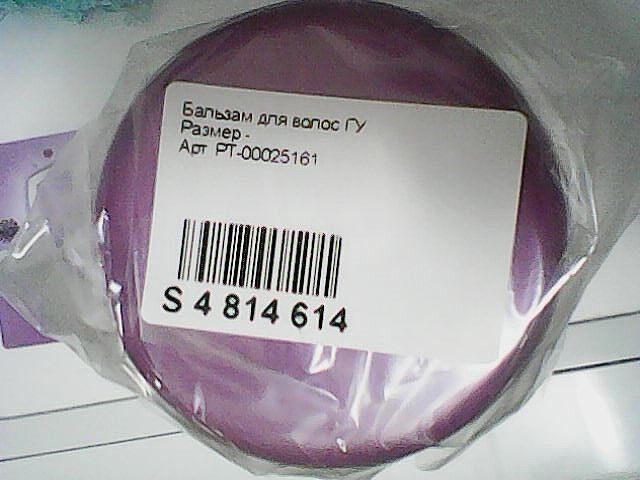 Бальзам для волос ГУ
Размер -
Арт РТ-00025161
S 4 814 614